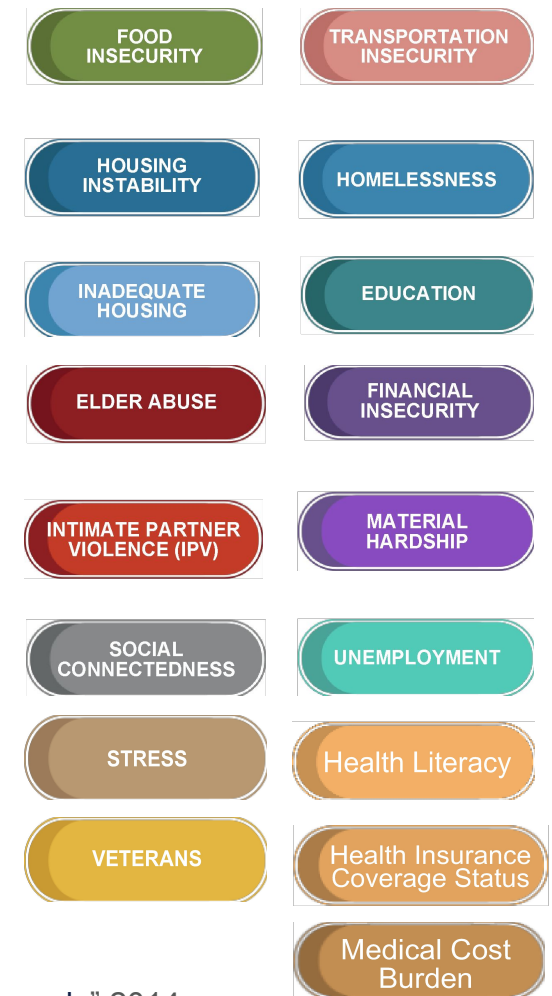 FOOD
INSECURITY
TRANSPORTATION
INSECURITY
HOUSING
INSTABILITY
HOMELESSNESS
INADEQUATE
HOUSING
EDUCATION
ELDER ABUSE
FINANCIAL
INSECURITY
INTIMATE PARTNER
VIOLENCE (IPV)
MATERIAL
HARDSHIP
SOCIAL
CONNECTEDNESS
UNEMPLOYMENT
STRESS
Health Literacy
VETERANS
Health Insurance
Coverage Status
Medical Cost
Burden